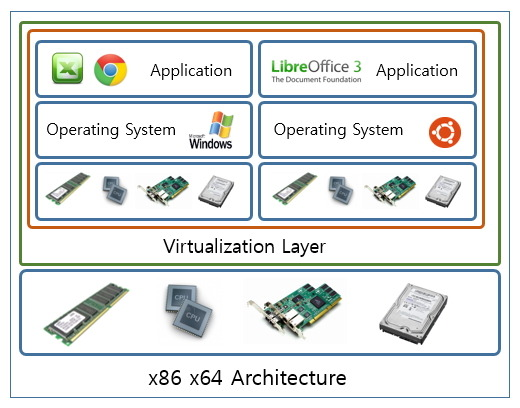 Application
LibreOffice 3
The Document Foundation
Application
Operating System
Microsoft
Windows
Operating System
Virtualization Layer
CPU
CPU
x86 x64 Architecture